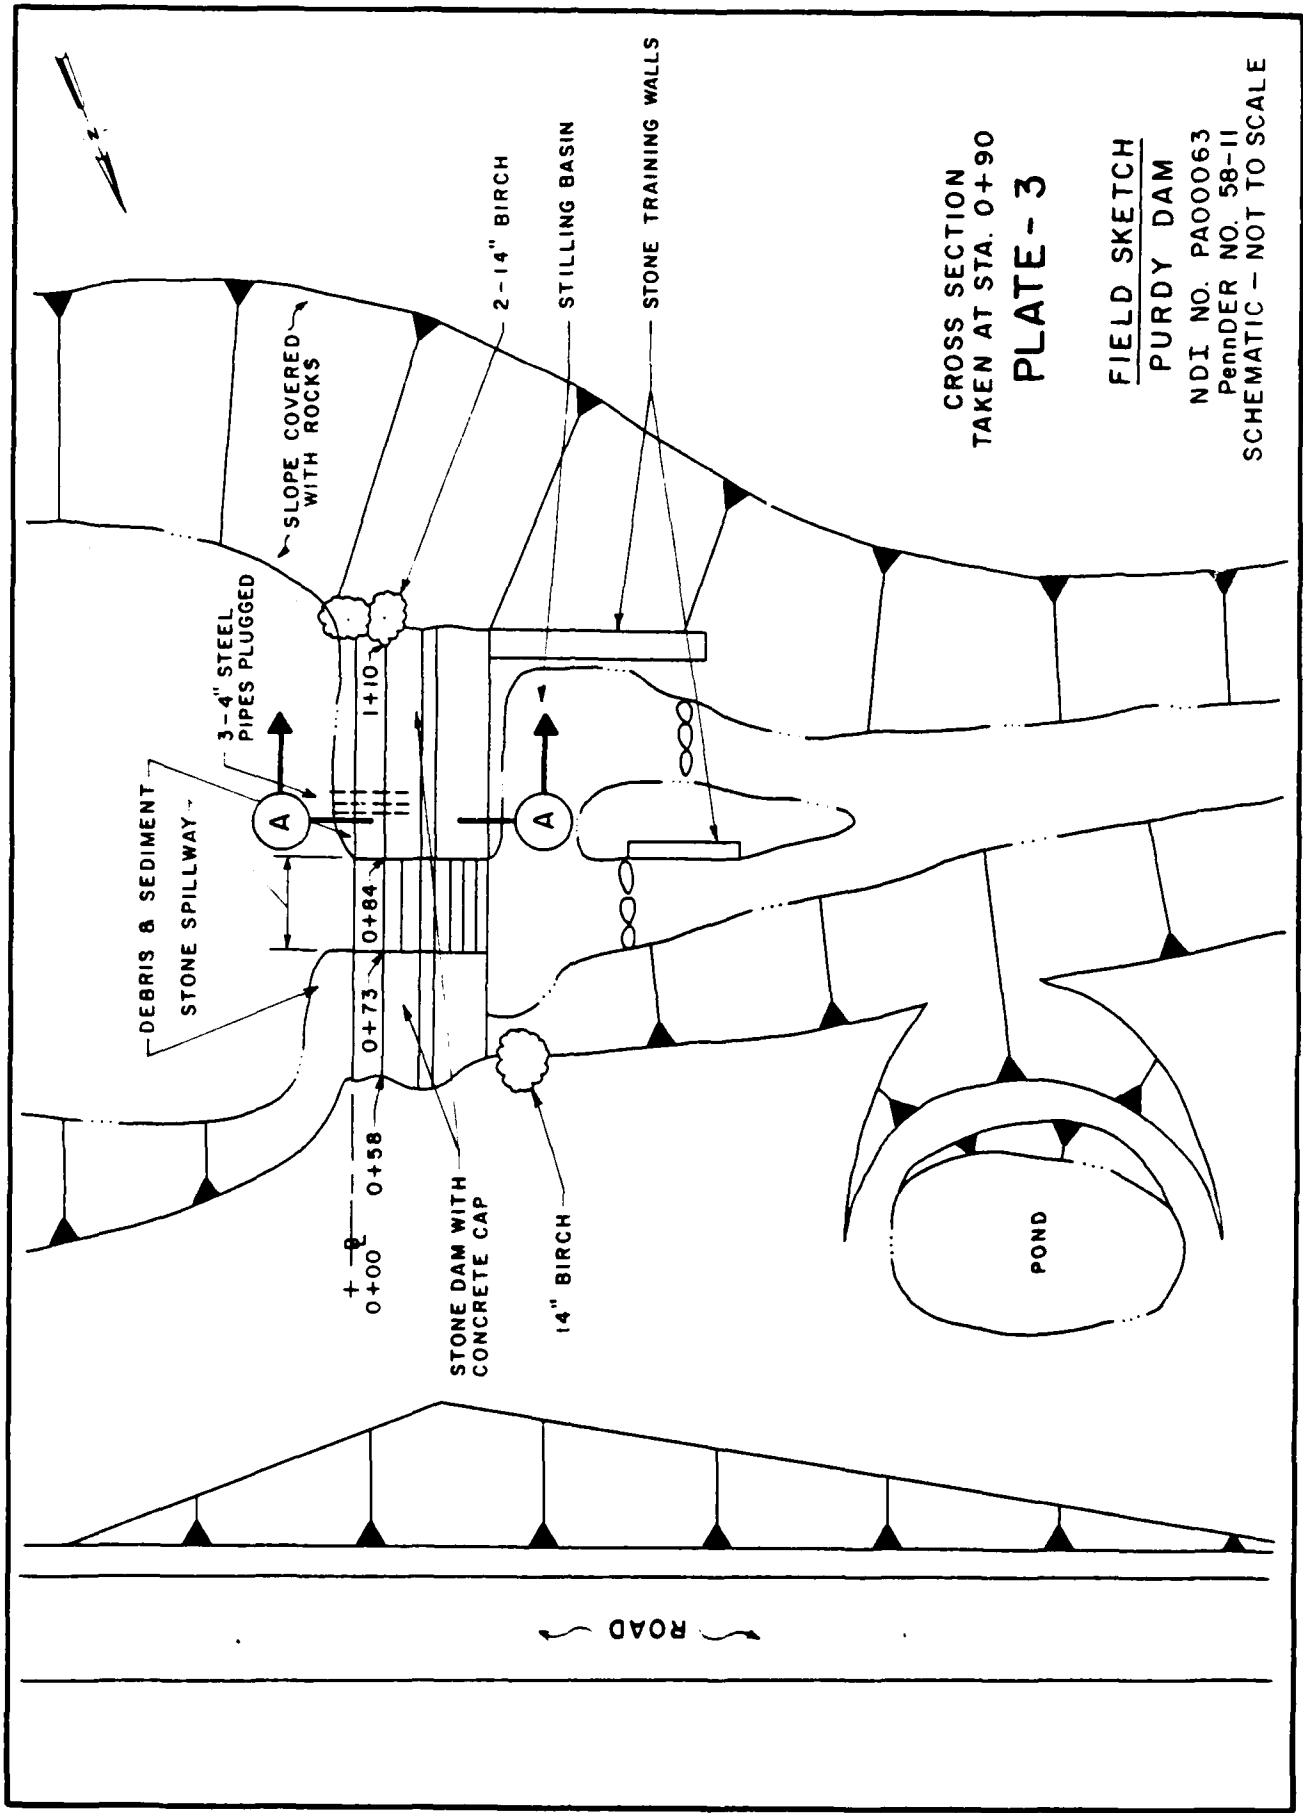 N
DEBRIS & SEDIMENT
STONE SPILLWAY
3-4" STEEL
PIPES PLUGGED
SLOPE COVERED
WITH ROCKS
A
A
2-14" BIRCH
STILLING BASIN
STONE TRAINING WALLS
+
0+00
℄
0+58
0+73
0+84
1+10
STONE DAM WITH
CONCRETE CAP
14" BIRCH
POND
ROAD
CROSS SECTION
TAKEN AT STA. 0+90
PLATE-3
FIELD SKETCH
PURDY DAM
NDI NO. PA00063
PennDER NO. 58-11
SCHEMATIC - NOT TO SCALE